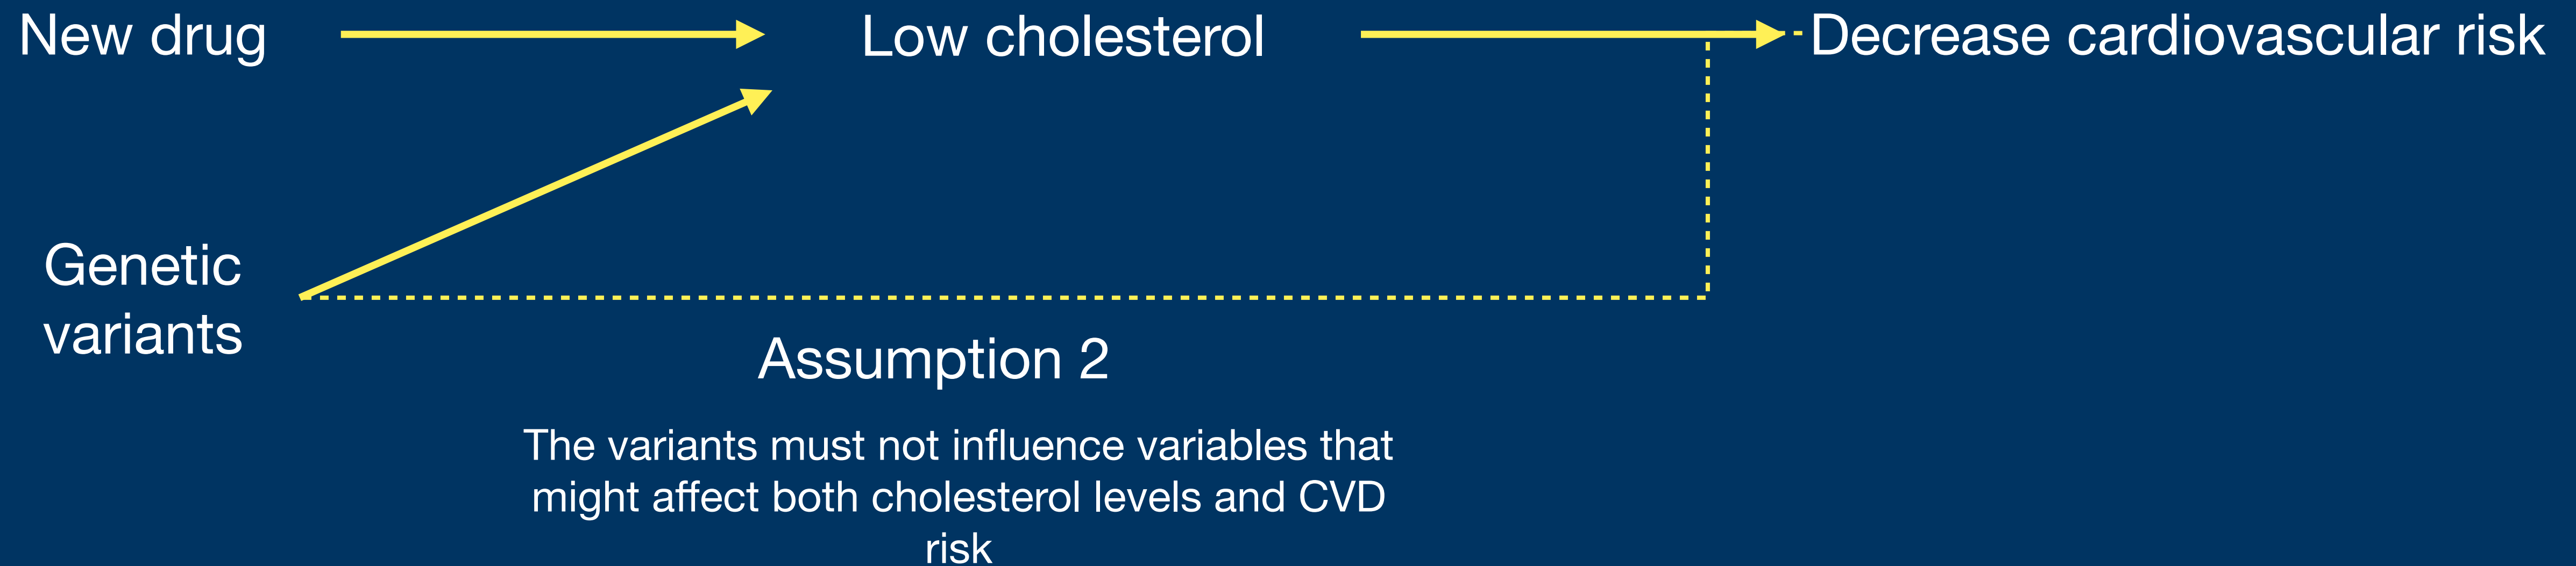 New drug
Low cholesterol
Decrease cardiovascular risk
Genetic
variants
Assumption 2
The variants must not influence variables that
might affect both cholesterol levels and CVD
risk